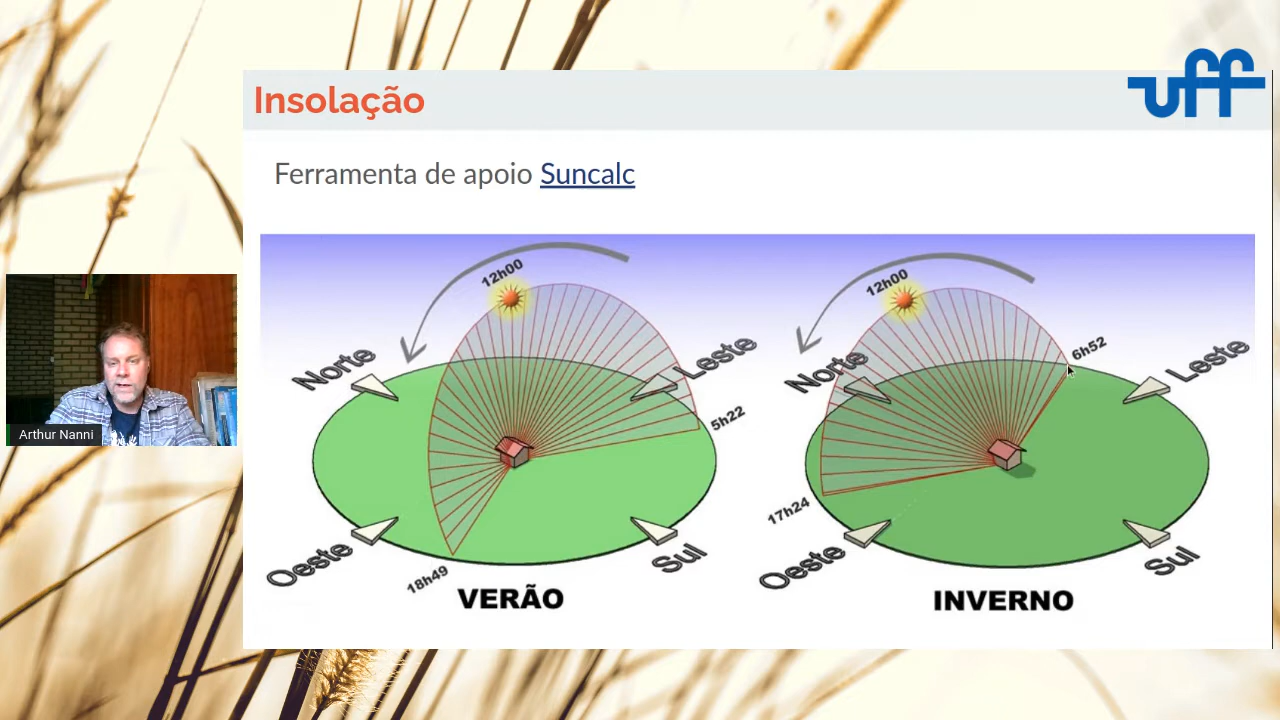 Insolação
uff
Ferramenta de apoio Suncalc
12h00
Norte
Leste
5h22
Oeste
Sul
18h49
VERÃO
12h00
6h52
Norte
Leste
17h24
Oeste
Sul
INVERNO
Arthur Nanni